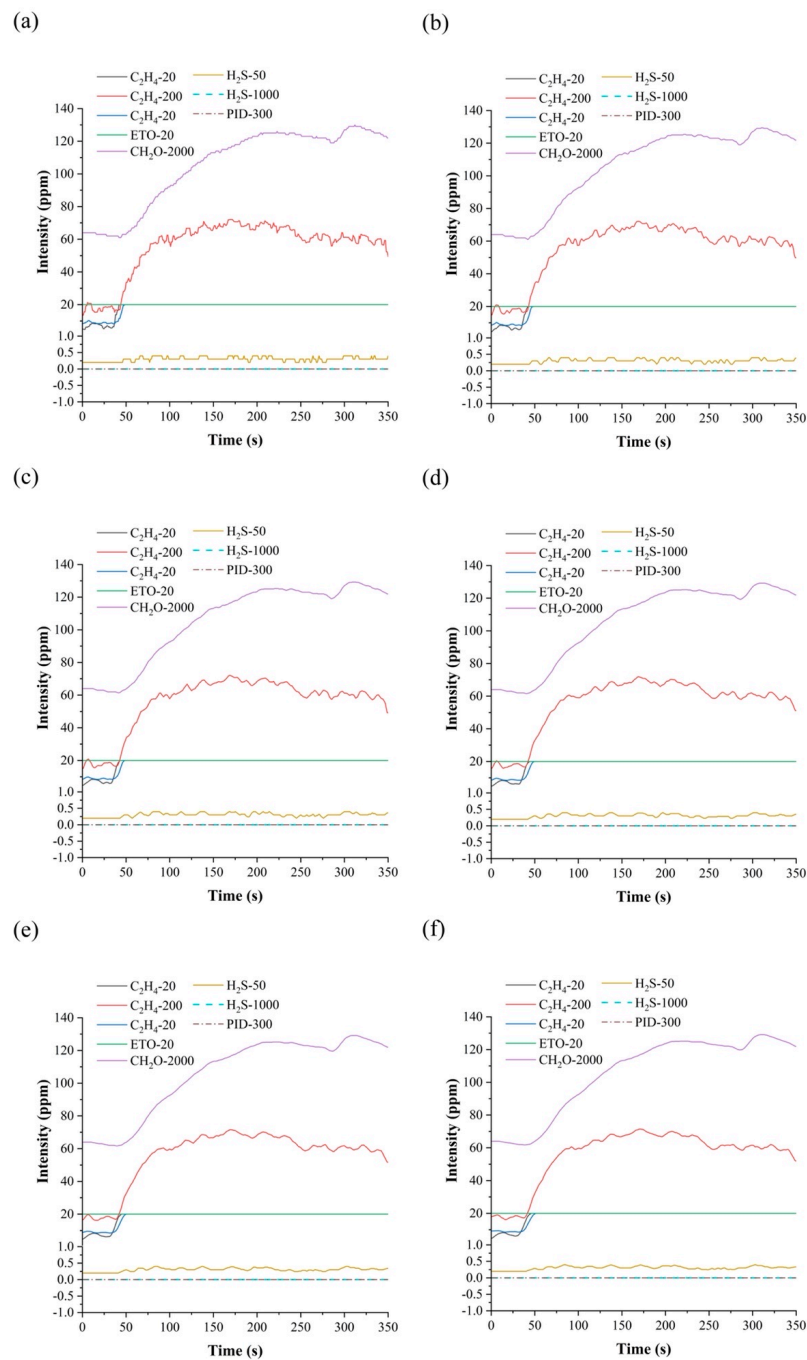 (a)
C₂H₄-20 H₂S-50
C₂H₄-200 H₂S-1000
C₂H₄-20 PID-300
ETO-20
CH₂O-2000
140
120
100
80
60
40
20
1.0
0.5
0.0
-0.5
-1.0
Intensity (ppm)
0 50 100 150 200 250 300 350
Time (s)
(b)
C₂H₄-20 H₂S-50
C₂H₄-200 H₂S-1000
C₂H₄-20 PID-300
ETO-20
CH₂O-2000
140
120
100
80
60
40
20
1.0
0.5
0.0
-0.5
-1.0
Intensity (ppm)
0 50 100 150 200 250 300 350
Time (s)
(c)
C₂H₄-20 H₂S-50
C₂H₄-200 H₂S-1000
C₂H₄-20 PID-300
ETO-20
CH₂O-2000
140
120
100
80
60
40
20
1.0
0.5
0.0
-0.5
-1.0
Intensity (ppm)
0 50 100 150 200 250 300 350
Time (s)
(d)
C₂H₄-20 H₂S-50
C₂H₄-200 H₂S-1000
C₂H₄-20 PID-300
ETO-20
CH₂O-2000
140
120
100
80
60
40
20
1.0
0.5
0.0
-0.5
-1.0
Intensity (ppm)
0 50 100 150 200 250 300 350
Time (s)
(e)
C₂H₄-20 H₂S-50
C₂H₄-200 H₂S-1000
C₂H₄-20 PID-300
ETO-20
CH₂O-2000
140
120
100
80
60
40
20
1.0
0.5
0.0
-0.5
-1.0
Intensity (ppm)
0 50 100 150 200 250 300 350
Time (s)
(f)
C₂H₄-20 H₂S-50
C₂H₄-200 H₂S-1000
C₂H₄-20 PID-300
ETO-20
CH₂O-2000
140
120
100
80
60
40
20
1.0
0.5
0.0
-0.5
-1.0
Intensity (ppm)
0 50 100 150 200 250 300 350
Time (s)